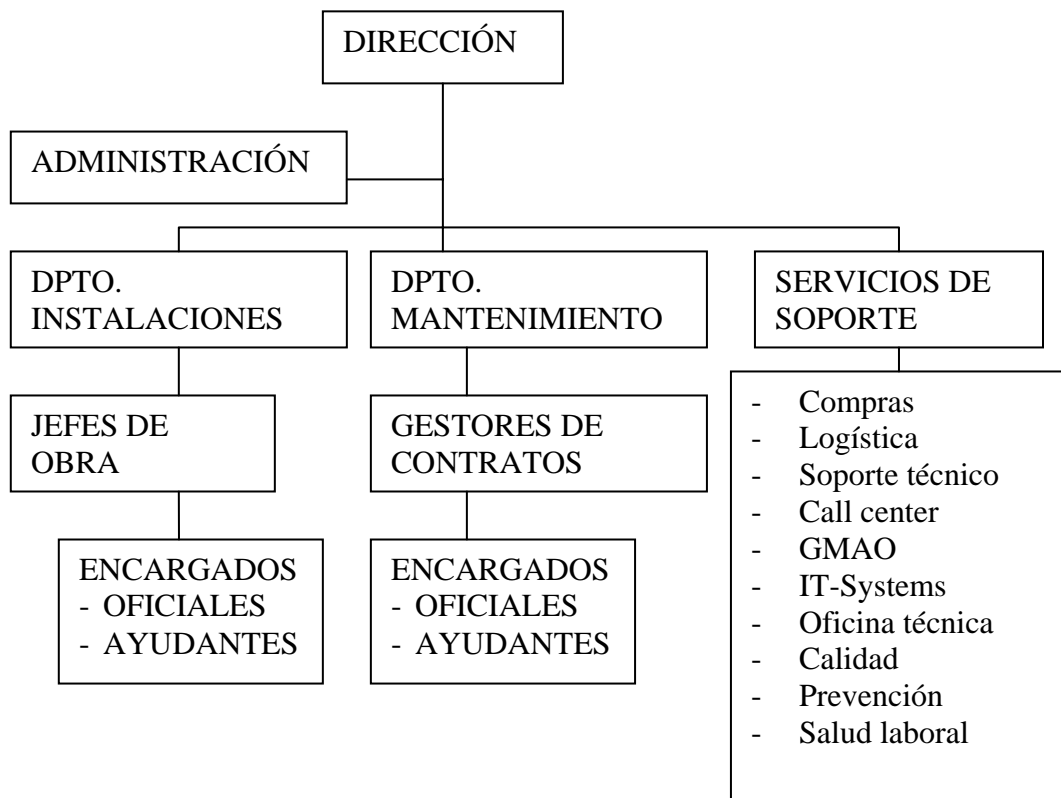 DIRECCIÓN
ADMINISTRACIÓN
DPTO.
INSTALACIONES
DPTO.
MANTENIMIENTO
SERVICIOS DE
SOPORTE
JEFES DE
OBRA
GESTORES DE
CONTRATOS
ENCARGADOS
- OFICIALES
- AYUDANTES
ENCARGADOS
- OFICIALES
- AYUDANTES
- Compras
- Logística
- Soporte técnico
- Call center
- GMAO
- IT-Systems
- Oficina técnica
- Calidad
- Prevención
- Salud laboral